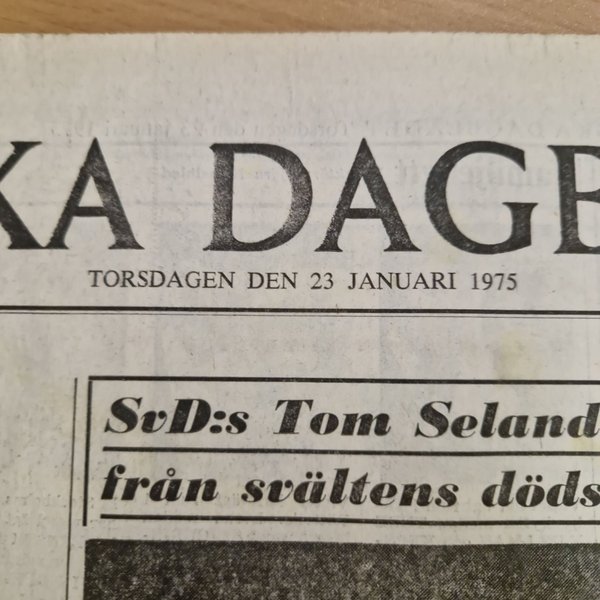 KA DAGB
TORSDAGEN DEN 23 JANUARI 1975
SvD:s Tom Seland
från svältens döds